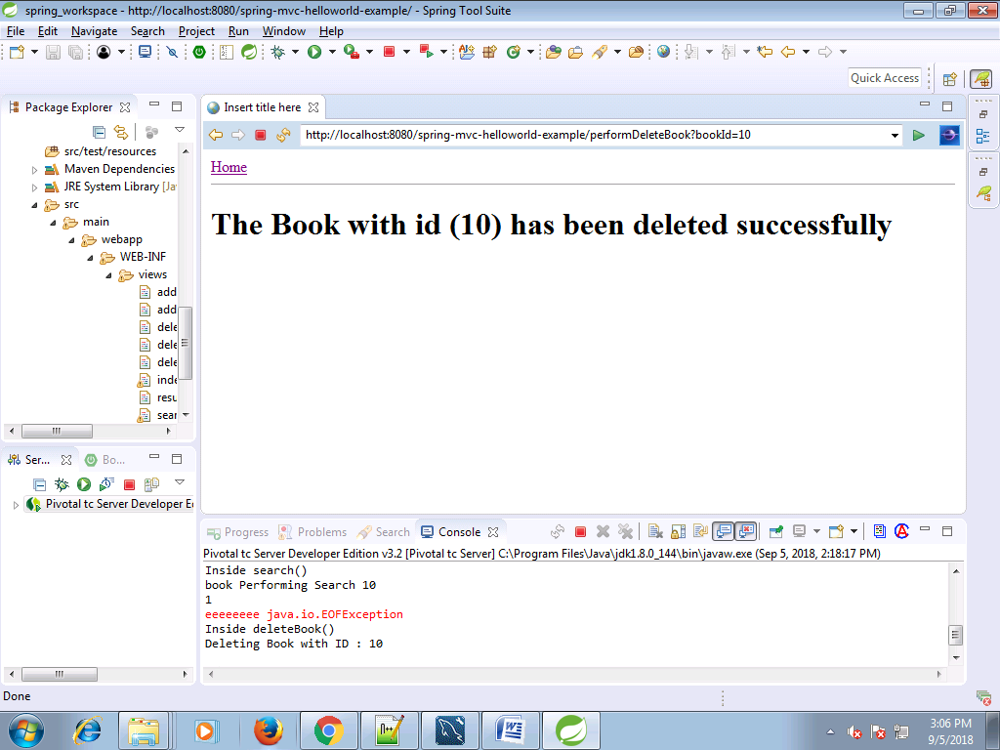 spring_workspace - http://localhost:8080/spring-mvc-helloworld-example/ - Spring Tool Suite
File Edit Navigate Search Project Run Window Help
Quick Access
Package Explorer
src/test/resources
Maven Dependencies
JRE System Library [Ja
src
main
webapp
WEB-INF
views
add
add
dele
dele
dele
inde
resu
sear
Insert title here
http://localhost:8080/spring-mvc-helloworld-example/performDeleteBook?bookId=10
Home
The Book with id (10) has been deleted successfully
Ser... Bo...
Pivotal tc Server Developer E
Progress Problems Search Console
Pivotal tc Server Developer Edition v3.2 [Pivotal tc Server] C:\Program Files\Java\jdk1.8.0_144\bin\javaw.exe (Sep 5, 2018, 2:18:17 PM)
Inside search()
book Performing Search 10
1
eeeeeeee java.io.EOFException
Inside deleteBook()
Deleting Book with ID : 10
Done
3:06 PM
9/5/2018